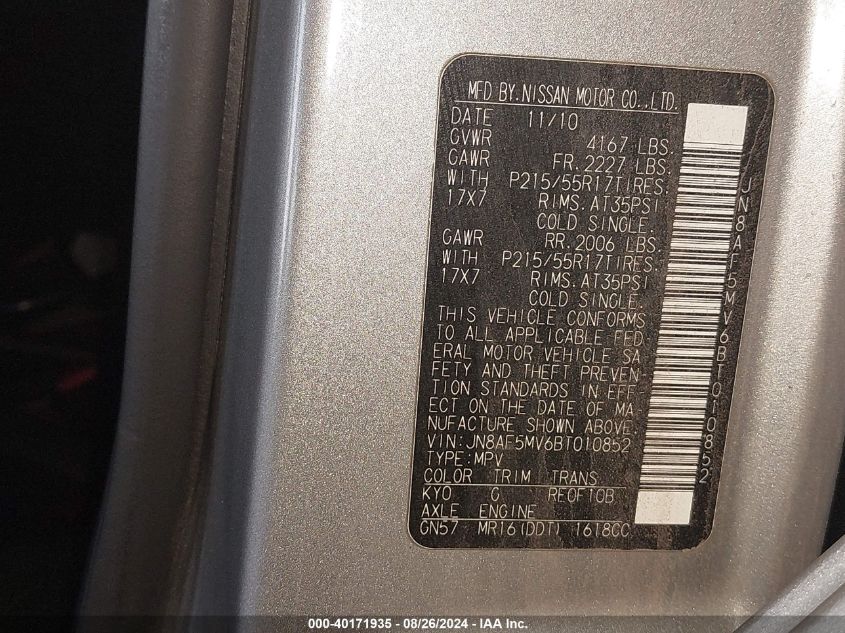 MFD BY.NISSAN MOTOR CO.,LTD.
DATE 11/10
GVWR 4167 LBS.
GAWR FR.2227 LBS.
WITH P215/55R17TIRES.
17X7 RIMS.AT35PSI
COLD SINGLE.
GAWR RR.2006 LBS.
WITH P215/55R17TIRES.
17X7 RIMS.AT35PSI
COLD SINGLE.
THIS VEHICLE CONFORMS
TO ALL APPLICABLE FED
ERAL MOTOR VEHICLE SA
FETY AND THEFT PREVEN
TION STANDARDS IN EFF
ECT ON THE DATE OF MA
NUFACTURE SHOWN ABOVE.
VIN:JN8AF5MV6BT010852
TYPE:MPV
COLOR TRIM TRANS
KY0 G RE0F10B
AXLE ENGINE
GN57 MR16(DDT) 1618CC
JN8AF5MV6BT010852
000-40171935 - 08/26/2024 - IAA Inc.